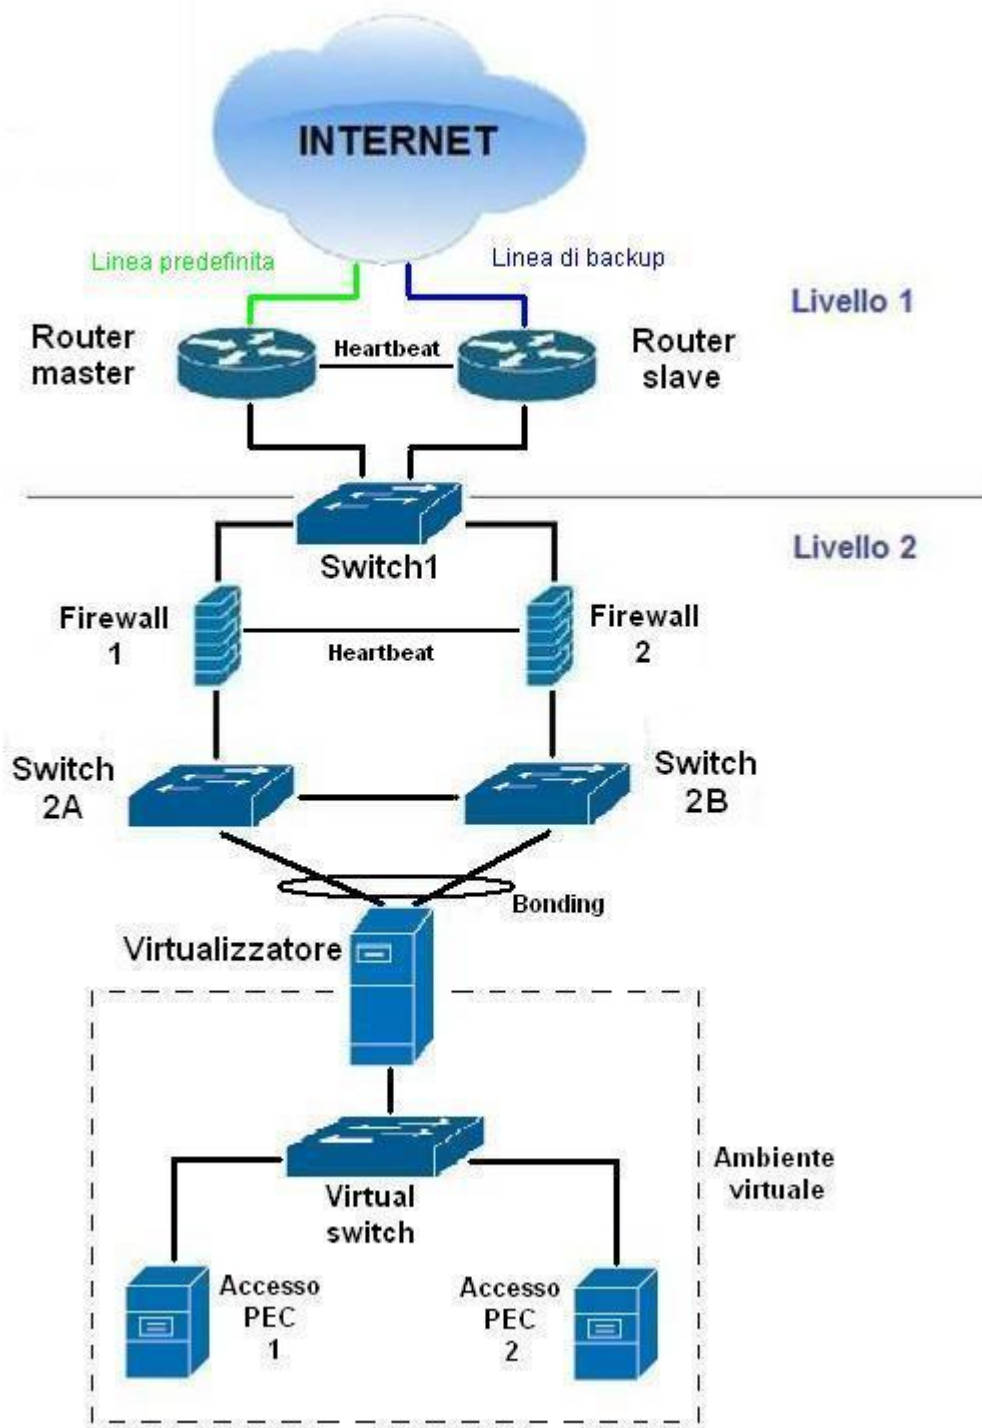 INTERNET
Linea predefinita
Linea di backup
Livello 1
Router
master
Heartbeat
Router
slave
Switch1
Livello 2
Firewall
1
Heartbeat
Firewall
2
Switch
2A
Switch
2B
Bonding
Virtualizzatore
Virtual
switch
Ambiente
virtuale
Accesso
PEC
1
Accesso
PEC
2